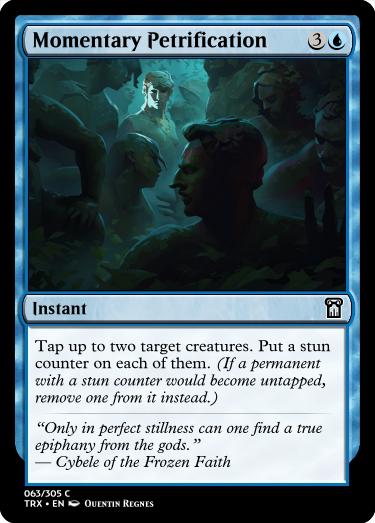 Momentary Petrification 3
Instant
Tap up to two target creatures. Put a stun
counter on each of them. (If a permanent
with a stun counter would become untapped,
remove one from it instead.)
“Only in perfect stillness can one find a true
epiphany from the gods.”
— Cybele of the Frozen Faith
063/305 C
TRX • EN Quentin Regnes